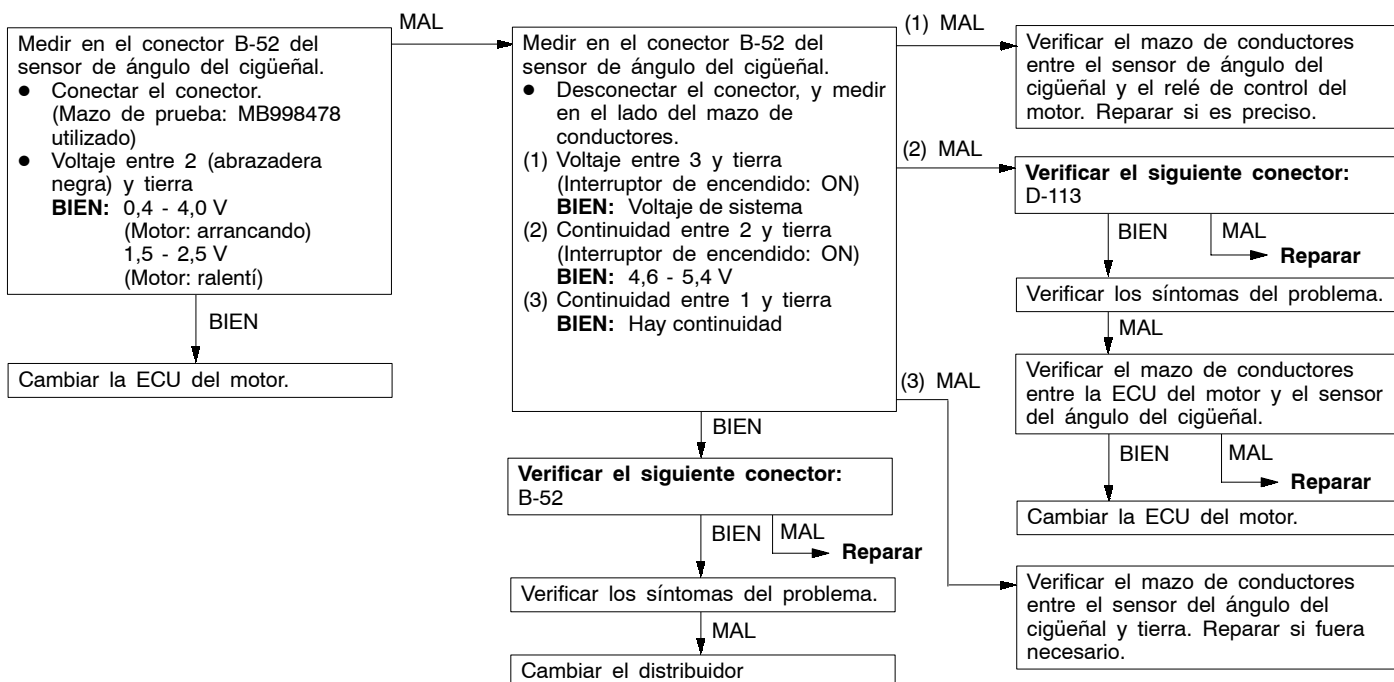 MAL
Medir en el conector B-52 del
sensor de ángulo del cigüeñal.
● Conectar el conector.
(Mazo de prueba: MB998478
utilizado)
● Voltaje entre 2 (abrazadera
negra) y tierra
BIEN: 0,4 - 4,0 V
(Motor: arrancando)
1,5 - 2,5 V
(Motor: ralentí)
BIEN
Cambiar la ECU del motor.
Medir en el conector B-52 del
sensor de ángulo del cigüeñal.
● Desconectar el conector, y medir
en el lado del mazo de
conductores.
(1) Voltaje entre 3 y tierra
(Interruptor de encendido: ON)
BIEN: Voltaje de sistema
(2) Continuidad entre 2 y tierra
(Interruptor de encendido: ON)
BIEN: 4,6 - 5,4 V
(3) Continuidad entre 1 y tierra
BIEN: Hay continuidad
BIEN
Verificar el siguiente conector:
B-52
BIEN
MAL
Reparar
Verificar los síntomas del problema.
MAL
Cambiar el distribuidor
(1) MAL
Verificar el mazo de conductores
entre el sensor de ángulo del
cigüeñal y el relé de control del
motor. Reparar si es preciso.
(2) MAL
Verificar el siguiente conector:
D-113
BIEN
MAL
Reparar
Verificar los síntomas del problema.
MAL
Verificar el mazo de conductores
entre la ECU del motor y el sensor
del ángulo del cigüeñal.
BIEN
MAL
Reparar
Cambiar la ECU del motor.
(3) MAL
Verificar el mazo de conductores
entre el sensor del ángulo del
cigüeñal y tierra. Reparar si fuera
necesario.